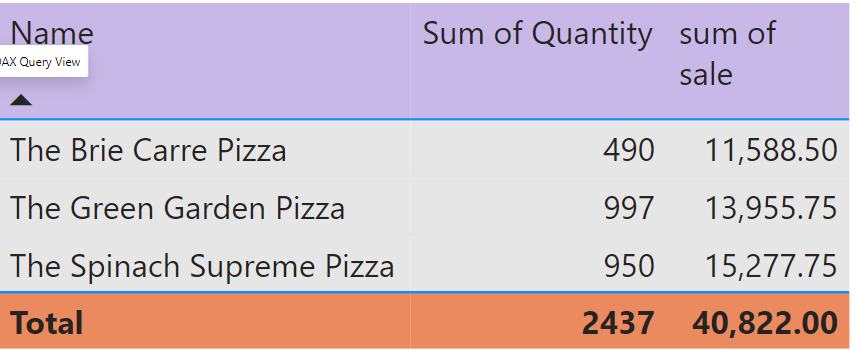 Name Sum of Quantity sum of
sale
AX Query View
The Brie Carre Pizza 490 11,588.50
The Green Garden Pizza 997 13,955.75
The Spinach Supreme Pizza 950 15,277.75
Total 2437 40,822.00